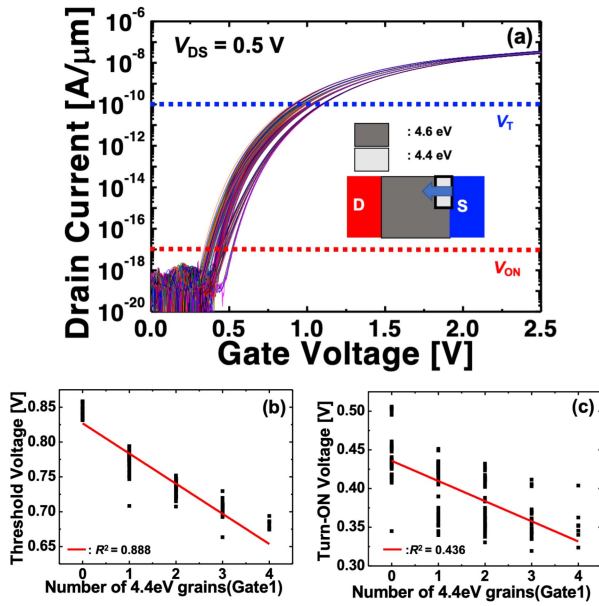 (a)
V_DS = 0.5 V
Drain Current [A/μm]
10^-8
10^-8
10^-10
10^-12
10^-14
10^-16
10^-18
10^-20
V_T
: 4.6 eV
: 4.4 eV
D
S
V_ON
0.0 0.5 1.0 1.5 2.0 2.5
Gate Voltage [V]
(b)
Threshold Voltage [V]
0.85
0.80
0.75
0.70
0.65
: R² = 0.888
0 1 2 3 4
Number of 4.4eV grains(Gate1)
(c)
Turn-ON Voltage [V]
0.50
0.45
0.40
0.35
0.30
: R² = 0.436
0 1 2 3 4
Number of 4.4eV grains(Gate1)